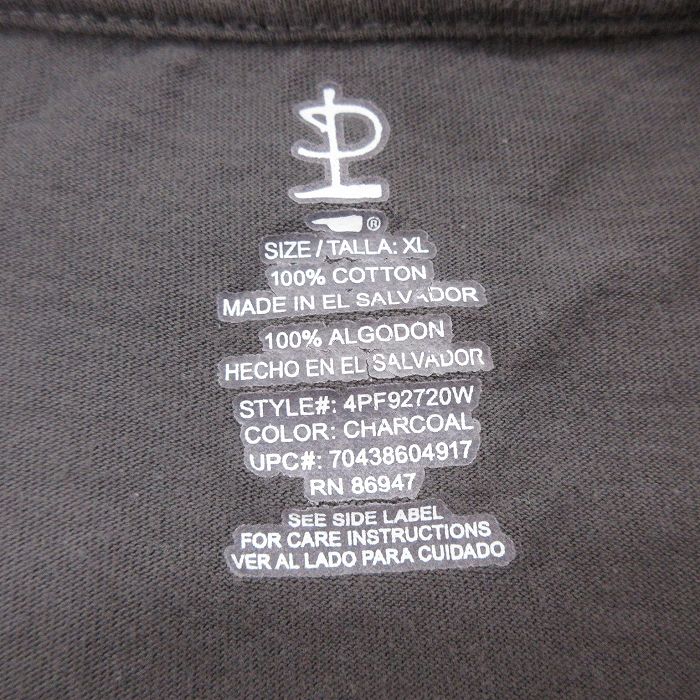 ®
SIZE / TALLA: XL
100% COTTON
MADE IN EL SALVADOR
100% ALGODON
HECHO EN EL SALVADOR
STYLE#: 4PF92720W
COLOR: CHARCOAL
UPC#: 70438604917
RN 86947
SEE SIDE LABEL
FOR CARE INSTRUCTIONS
VER AL LADO PARA CUIDADO